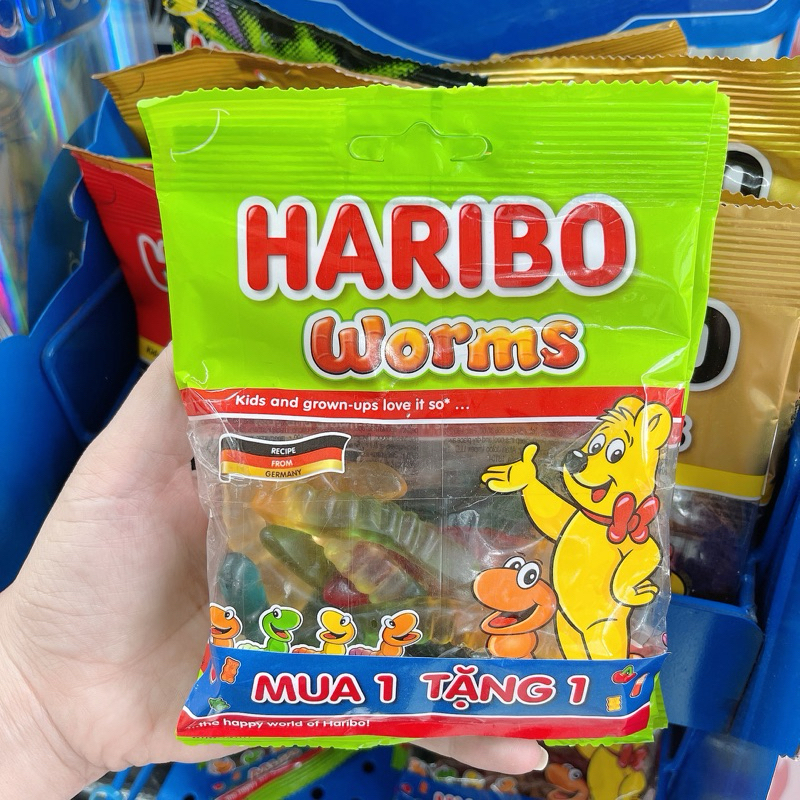 HARIBO
Worms
Kids and grown-ups love it so* ...
RECIPE
FROM
GERMANY
MUA 1 TẶNG 1
...the happy world of Haribo!